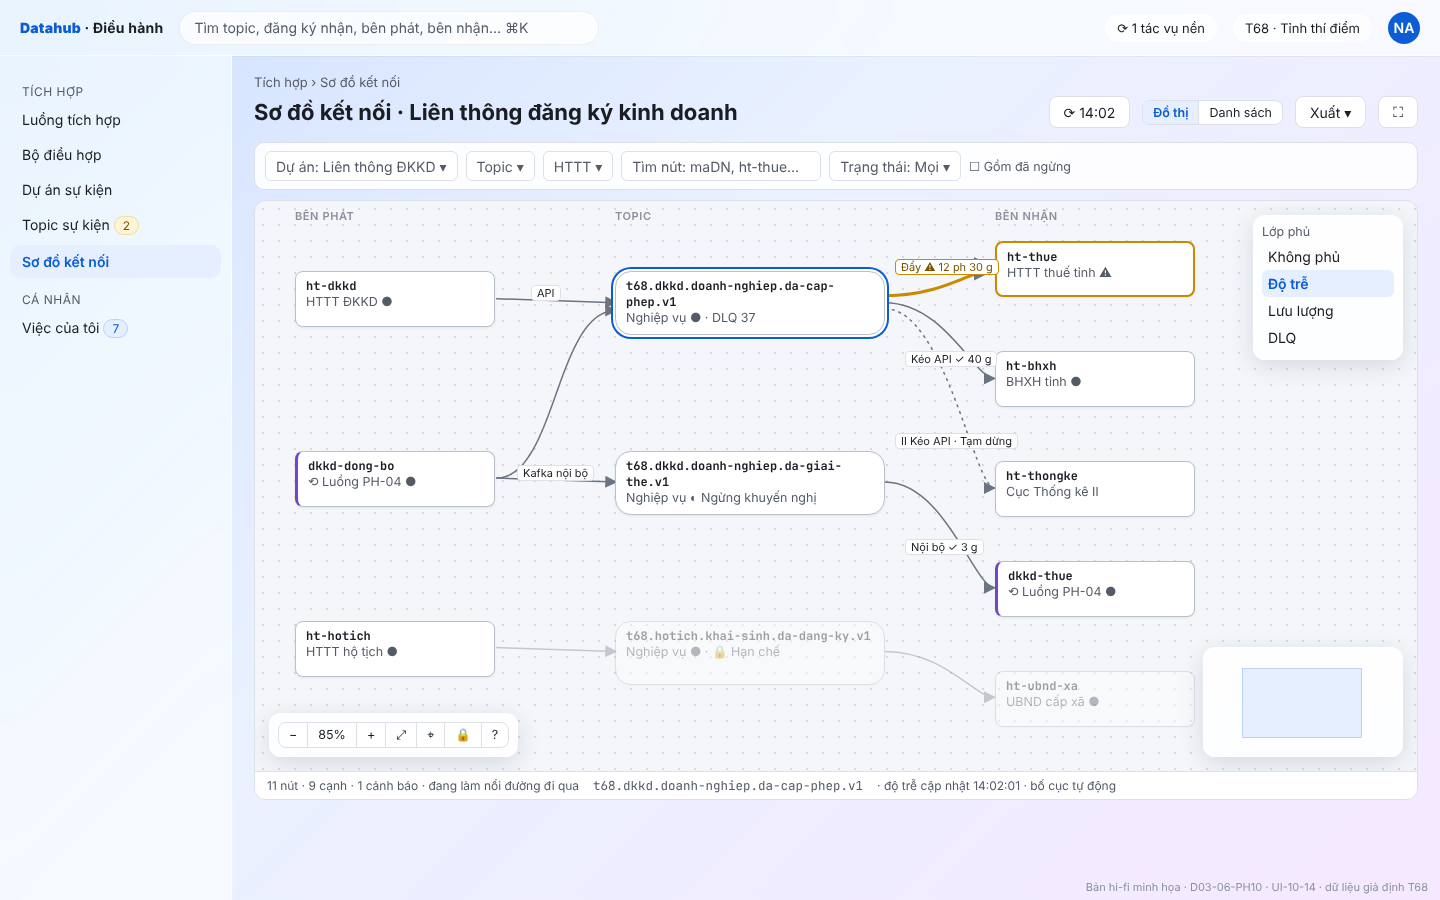 Datahub · Điều hành
Tìm topic, đăng ký nhận, bên phát, bên nhận... ⌘K
⟳ 1 tác vụ nền
T68 · Tỉnh thí điểm
NA
TÍCH HỢP
Luồng tích hợp
Bộ điều hợp
Dự án sự kiện
Topic sự kiện 2
Sơ đồ kết nối
CÁ NHÂN
Việc của tôi 7
Tích hợp › Sơ đồ kết nối
Sơ đồ kết nối · Liên thông đăng ký kinh doanh
⟳ 14:02
Đồ thị
Danh sách
Xuất ▾
⛶
Dự án: Liên thông ĐKKD ▾
Topic ▾
HTTT ▾
Tìm nút: maDN, ht-thue...
Trạng thái: Mọi ▾
☐ Gồm đã ngừng
BÊN PHÁT
TOPIC
BÊN NHẬN
ht-dkkd
HTTT ĐKKD ●
API
t68.dkkd.doanh-nghiep.da-cap-
phep.v1
Nghiệp vụ ● · DLQ 37
Đẩy ⚠ 12 ph 30 g
ht-thue
HTTT thuế tỉnh ⚠
Kéo API ✓ 40 g
ht-bhxh
BHXH tỉnh ●
II Kéo API · Tạm dừng
ht-thongke
Cục Thống kê II
dkkd-dong-bo
⟲ Luồng PH-04 ●
Kafka nội bộ
t68.dkkd.doanh-nghiep.da-giai-
the.v1
Nghiệp vụ ◖ Ngừng khuyến nghị
Nội bộ ✓ 3 g
dkkd-thue
⟲ Luồng PH-04 ●
ht-hotich
HTTT hộ tịch ●
t68.hotich.khai-sinh.da-dang-ky.v1
Nghiệp vụ ● · 🔒 Hạn chế
ht-ubnd-xa
UBND cấp xã ●
Lớp phủ
Không phủ
Độ trễ
Lưu lượng
DLQ
− 85% + ⤢ ⌖ 🔒 ?
11 nút · 9 cạnh · 1 cảnh báo · đang làm nổi đường đi qua t68.dkkd.doanh-nghiep.da-cap-phep.v1 · độ trễ cập nhật 14:02:01 · bố cục tự động
Bản hi-fi minh họa · D03-06-PH10 · UI-10-14 · dữ liệu giả định T68